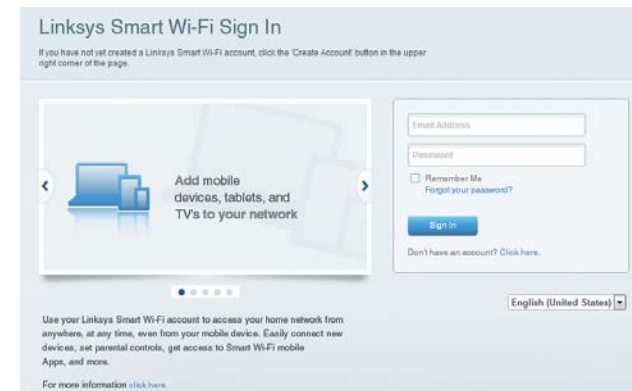 Linksys Smart Wi-Fi Sign In
If you have not yet created a Linksys Smart Wi-Fi account, click the 'Create Account' button in the upper
right corner of the page.
Add mobile
devices, tablets, and
TV's to your network
Email Address
Password
Remember Me
Forgot your password?
Sign In
Don't have an account? Click here.
English (United States)
Use your Linksys Smart Wi-Fi account to access your home network from
anywhere, at any time, even from your mobile device. Easily connect new
devices, set parental controls, get access to Smart Wi-Fi mobile
Apps, and more.
For more information click here